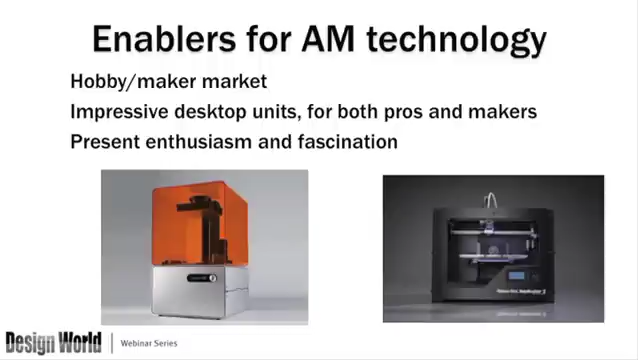 Enablers for AM technology
Hobby/maker market
Impressive desktop units, for both pros and makers
Present enthusiasm and fascination
Design World
Webinar Series